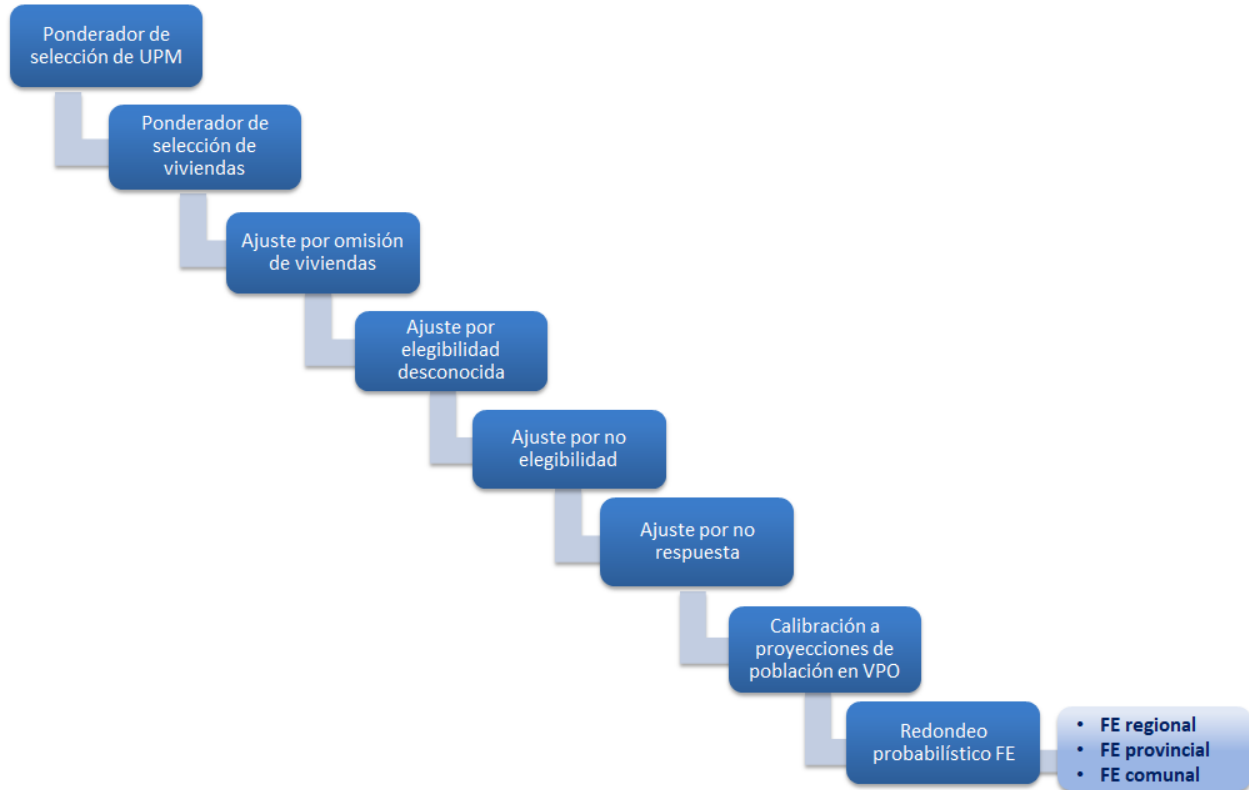 Ponderador de
selección de UPM
Ponderador de
selección de
viviendas
Ajuste por omisión
de viviendas
Ajuste por
elegibilidad
desconocida
Ajuste por no
elegibilidad
Ajuste por no
respuesta
Calibración a
proyecciones de
población en VPO
Redondeo
probabilístico FE
• FE regional
• FE provincial
• FE comunal